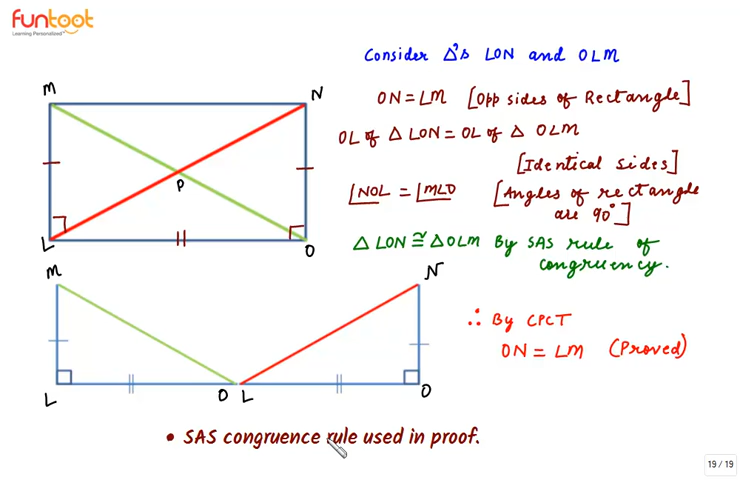 funtoot
Learning Personalized
Consider Δ's LON and OLM
ON = LM [Opp sides of Rectangle]
OL of Δ LON = OL of Δ OLM
[Identical sides]
∠NOL = ∠MLO [Angles of rectangle
are 90°]
Δ LON ≅ Δ OLM By SAS rule of
congruency.
∴ By CPCT
ON = LM (Proved)
M
N
P
L
O
M
N
L
O
L
O
• SAS congruence rule used in proof.
19 / 19